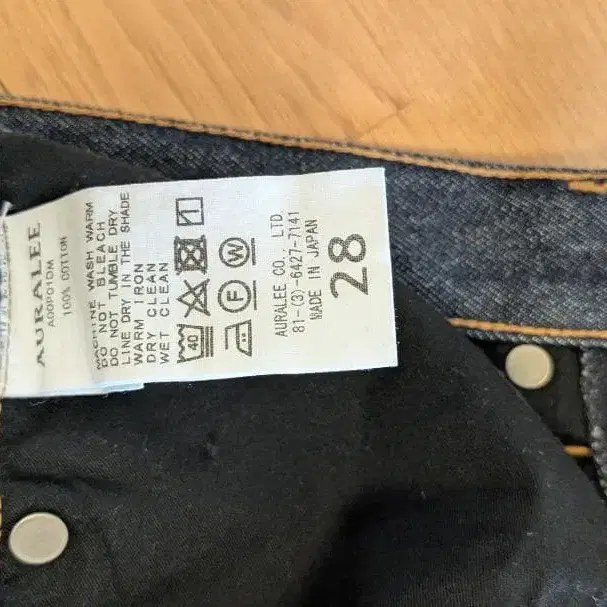 AURALEE
A00P01DM
100% COTTON
MACHINE WASH WARM
DO NOT BLEACH
DO NOT TUMBLE DRY
LINE DRY IN THE SHADE
WARM IRON
DRY CLEAN
WET CLEAN
40
F
W
AURALEE CO., LTD.
81-(3)-6427-7141
MADE IN JAPAN
28